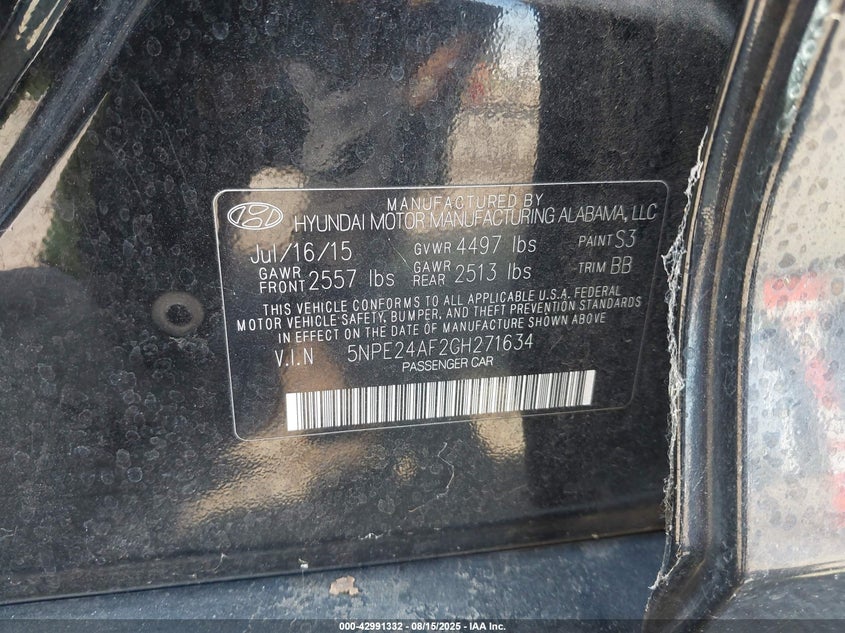 MANUFACTURED BY
HYUNDAI MOTOR MANUFACTURING ALABAMA, LLC
Jul/16/15 GVWR 4497 lbs PAINT S3
GAWR FRONT 2557 lbs GAWR REAR 2513 lbs TRIM BB
THIS VEHICLE CONFORMS TO ALL APPLICABLE U.S.A. FEDERAL
MOTOR VEHICLE SAFETY, BUMPER, AND THEFT PREVENTION STANDARDS
IN EFFECT ON THE DATE OF MANUFACTURE SHOWN ABOVE
V.I.N 5NPE24AF2GH271634
PASSENGER CAR
000-42991332 - 08/15/2025 - IAA Inc.